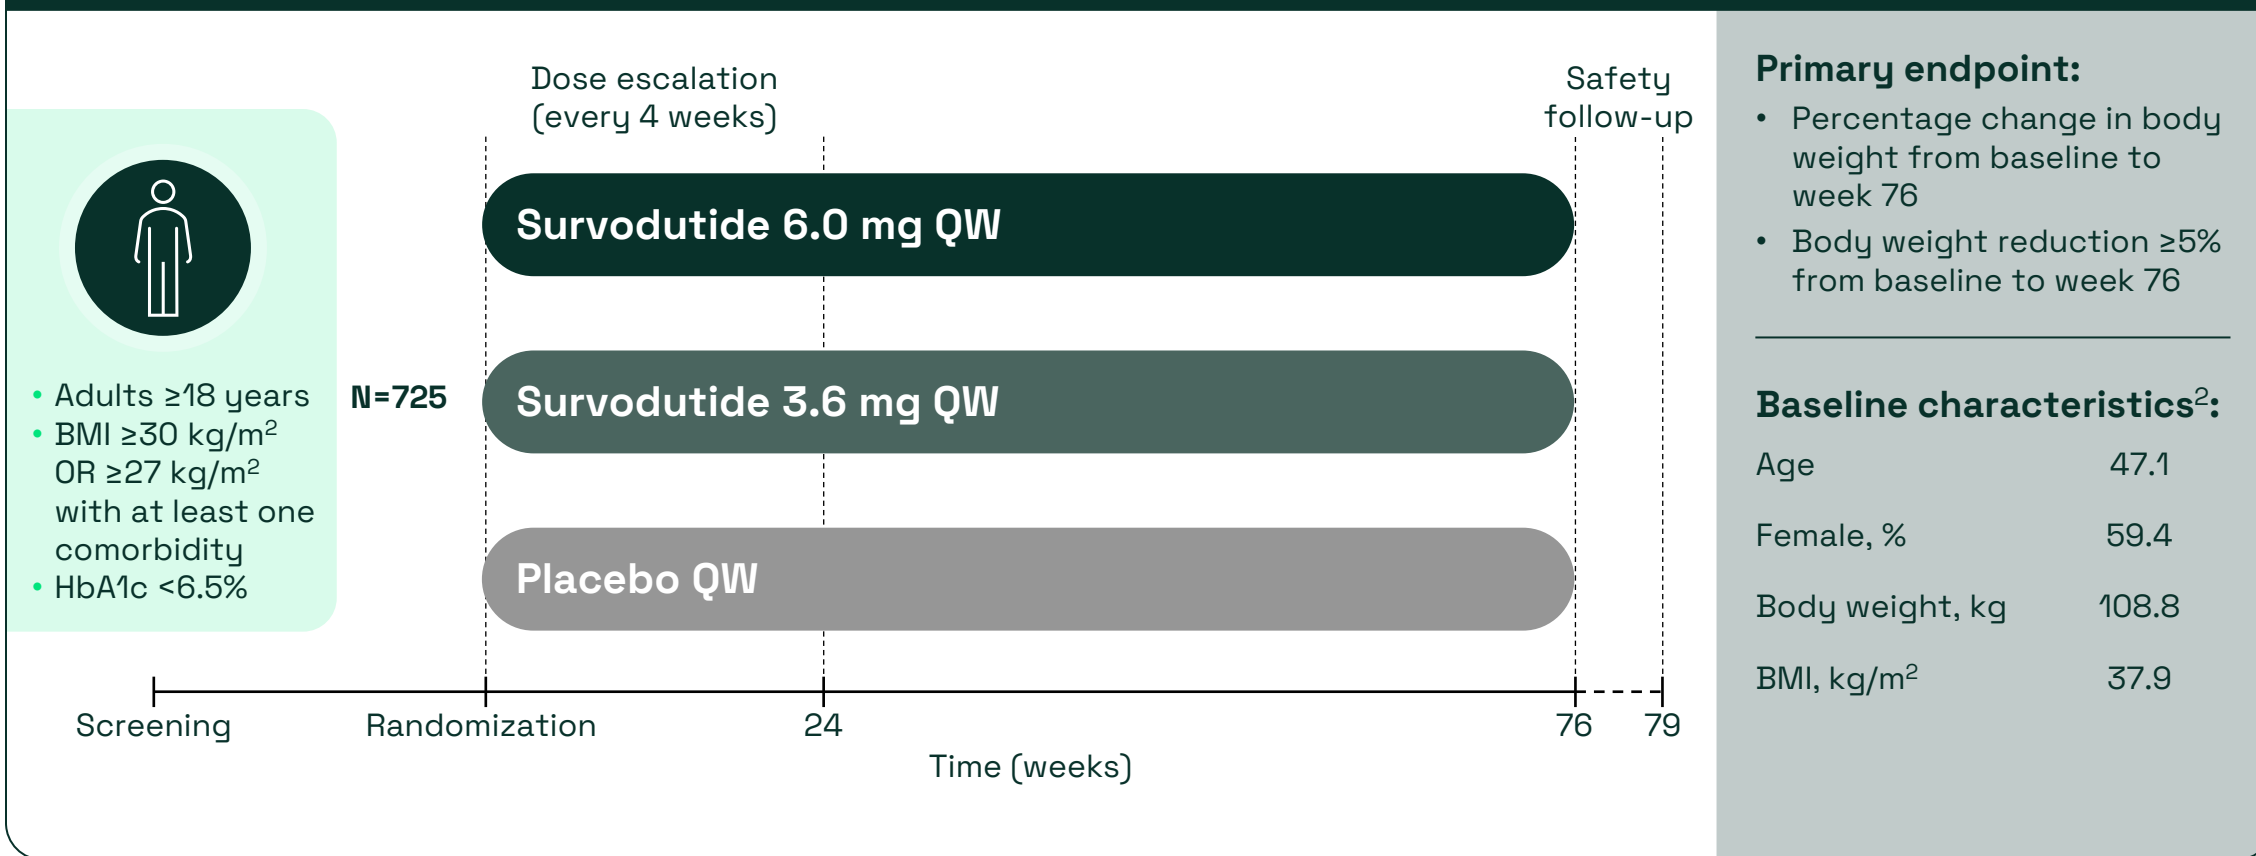 Dose escalation
(every 4 weeks)
Safety
follow-up
• Adults ≥18 years
• BMI ≥30 kg/m²
OR ≥27 kg/m²
with at least one
comorbidity
• HbA1c <6.5%
N=725
Survodutide 6.0 mg QW
Survodutide 3.6 mg QW
Placebo QW
Screening
Randomization
24
76
79
Time (weeks)
Primary endpoint:
• Percentage change in body
weight from baseline to
week 76
• Body weight reduction ≥5%
from baseline to week 76
Baseline characteristics²:
Age 47.1
Female, % 59.4
Body weight, kg 108.8
BMI, kg/m² 37.9